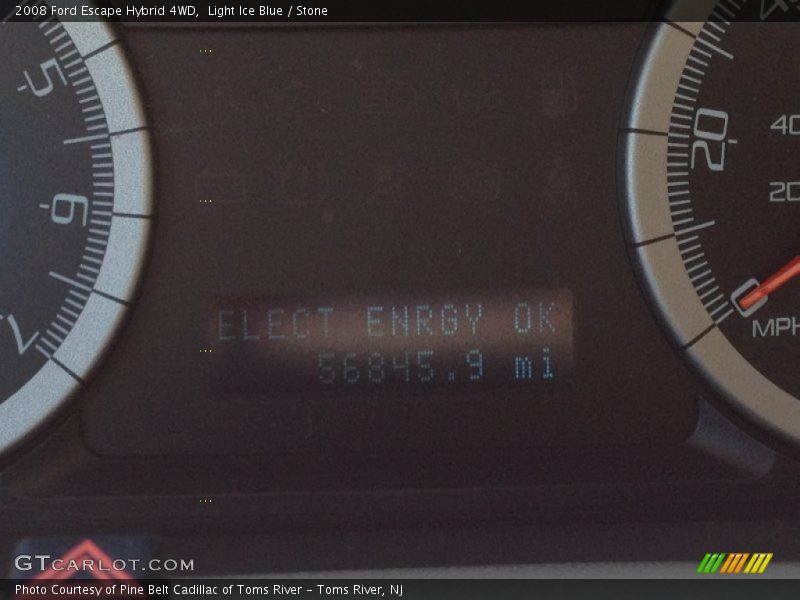 2008 Ford Escape Hybrid 4WD,  Light Ice Blue / Stone
5
6
7
20
40
20
0
MPH
ELECT ENRGY OK
56845.9 mi
GTCARLOT.COM
Photo Courtesy of Pine Belt Cadillac of Toms River – Toms River, NJ